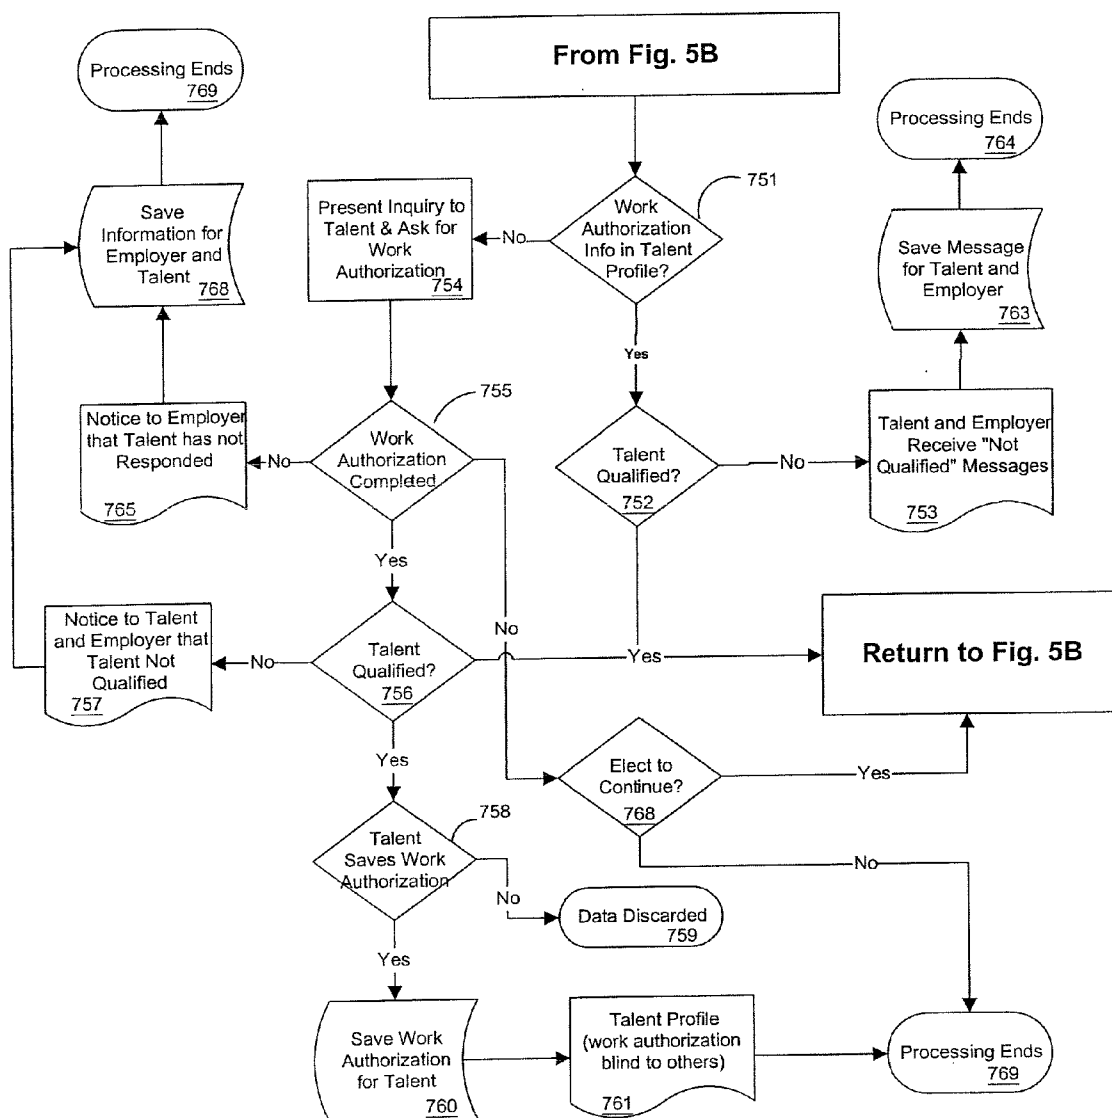 From Fig. 5B
Processing Ends
769
Processing Ends
764
751
Save
Information for
Employer and
Talent
768
Present Inquiry to
Talent & Ask for
Work
Authorization
754
No
Work
Authorization
Info in Talent
Profile?
Save Message
for Talent and
Employer
763
Yes
755
Notice to Employer
that Talent has not
Responded
765
No
Work
Authorization
Completed
Talent
Qualified?
752
No
Talent and Employer
Receive "Not
Qualified" Messages
753
Yes
Notice to Talent
and Employer that
Talent Not
Qualified
757
No
Talent
Qualified?
756
No
Yes
Return to Fig. 5B
Yes
Elect to
Continue?
768
Yes
758
Talent
Saves Work
Authorization
No
Data Discarded
759
No
Yes
Save Work
Authorization
for Talent
760
Talent Profile
(work authorization
blind to others)
761
Processing Ends
769